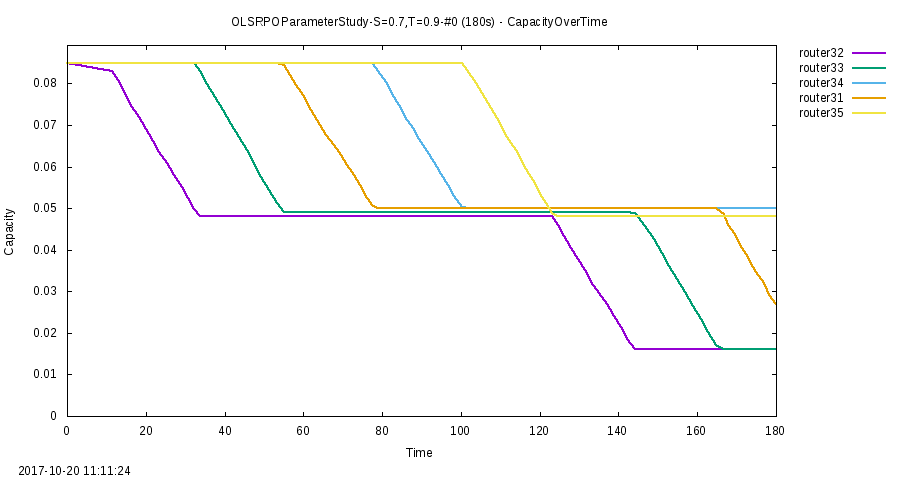 OLSRPOParameterStudy-S=0.7,T=0.9-#0 (180s) - CapacityOverTime
router32
router33
router34
router31
router35
0.08
0.07
0.06
0.05
0.04
0.03
0.02
0.01
0
Capacity
0 20 40 60 80 100 120 140 160 180
Time
2017-10-20 11:11:24